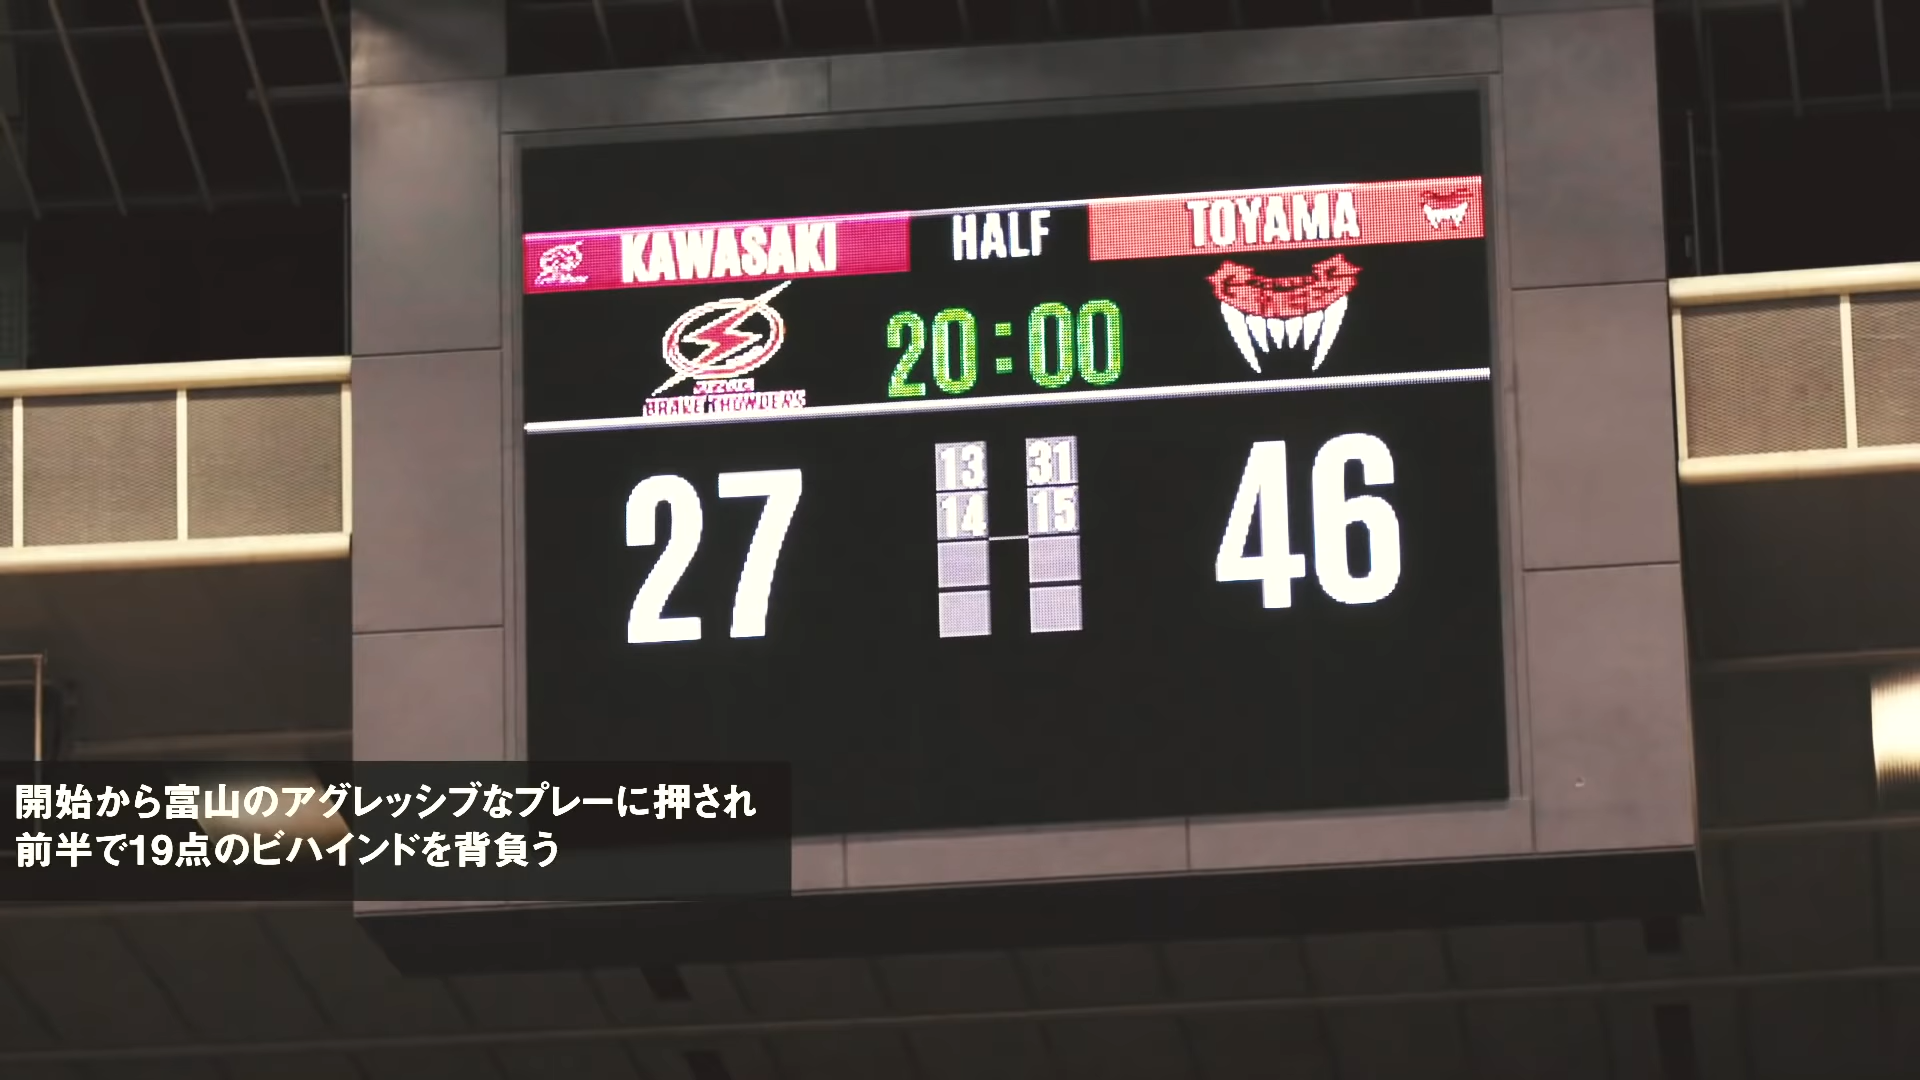 KAWASAKI HALF TOYAMA
20:00
BRAVE THUNDERS
27 46
13 31
14 15
開始から富山のアグレッシブなプレーに押され
前半で19点のビハインドを背負う